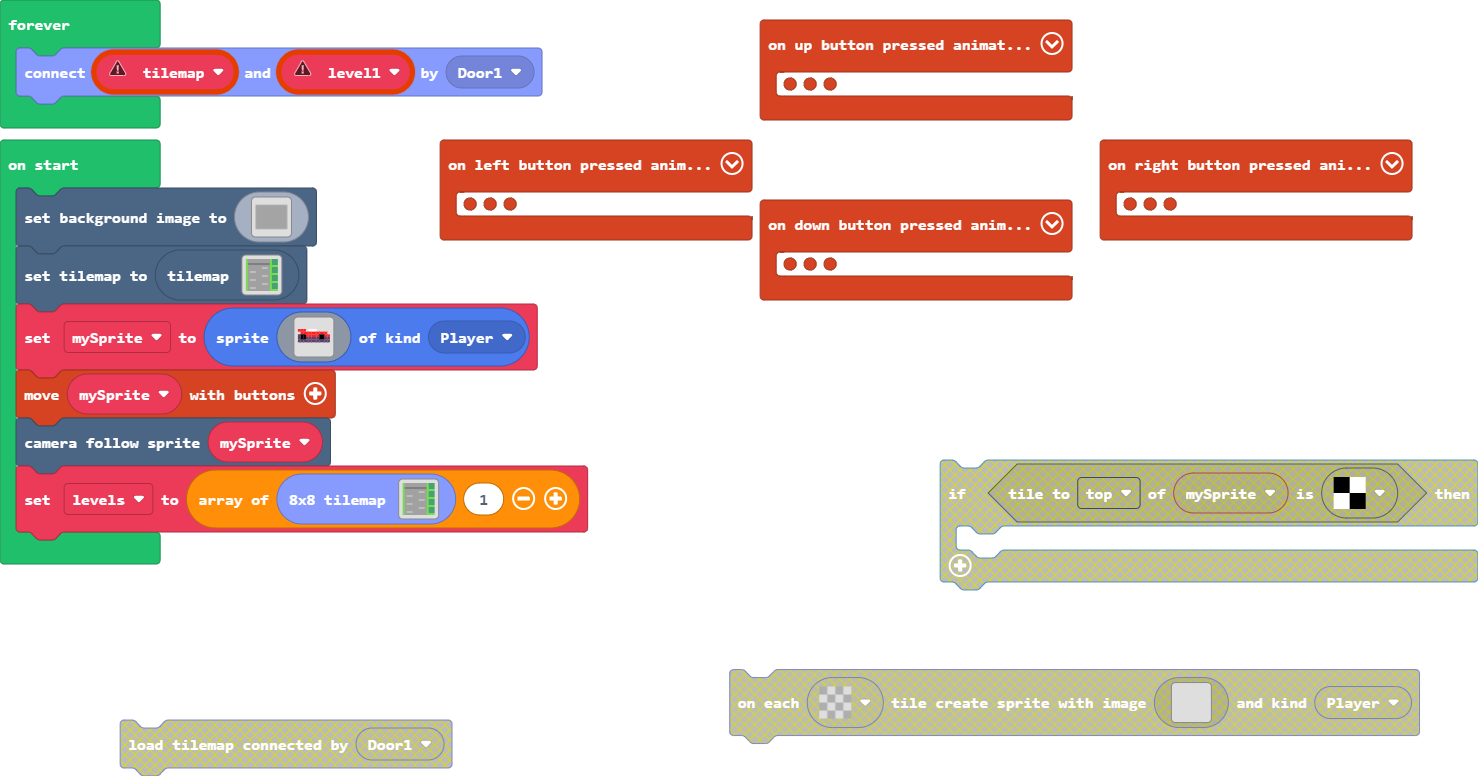 forever
connect tilemap and level1 by Door1
on start
set background image to
set tilemap to tilemap
set mySprite to sprite of kind Player
move mySprite with buttons
camera follow sprite mySprite
set levels to array of 8x8 tilemap 1
on up button pressed animat...
on left button pressed anim...
on down button pressed anim...
on right button pressed ani...
if tile to top of mySprite is then
on each tile create sprite with image and kind Player
load tilemap connected by Door1